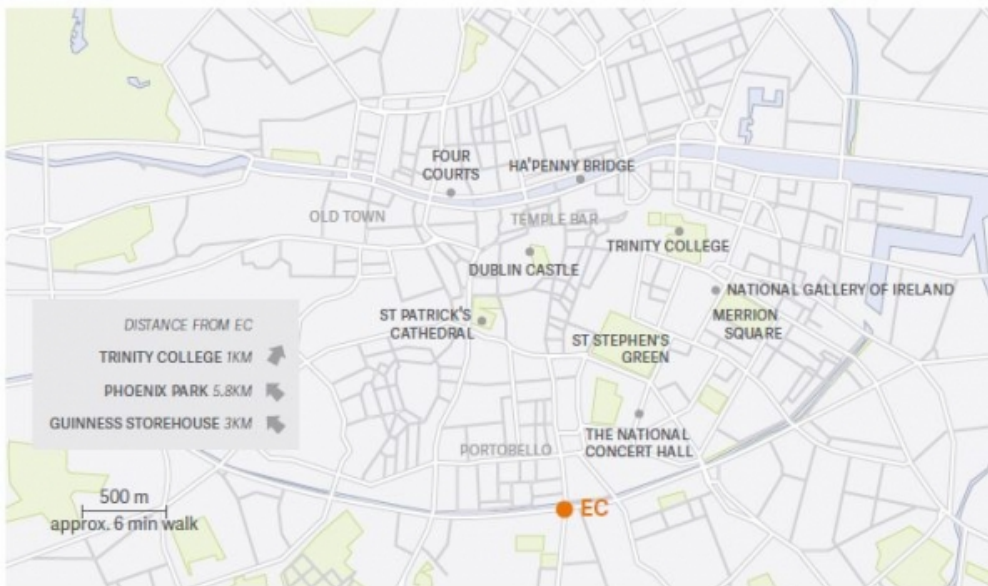 FOUR
COURTS
HA'PENNY BRIDGE
OLD TOWN
TEMPLE BAR
TRINITY COLLEGE
DUBLIN CASTLE
NATIONAL GALLERY OF IRELAND
ST PATRICK'S
CATHEDRAL
MERRION
SQUARE
ST STEPHEN'S
GREEN
DISTANCE FROM EC
TRINITY COLLEGE 1KM
PHOENIX PARK 5.8KM
GUINNESS STOREHOUSE 3KM
THE NATIONAL
CONCERT HALL
PORTOBELLO
500 m
approx. 6 min walk
EC